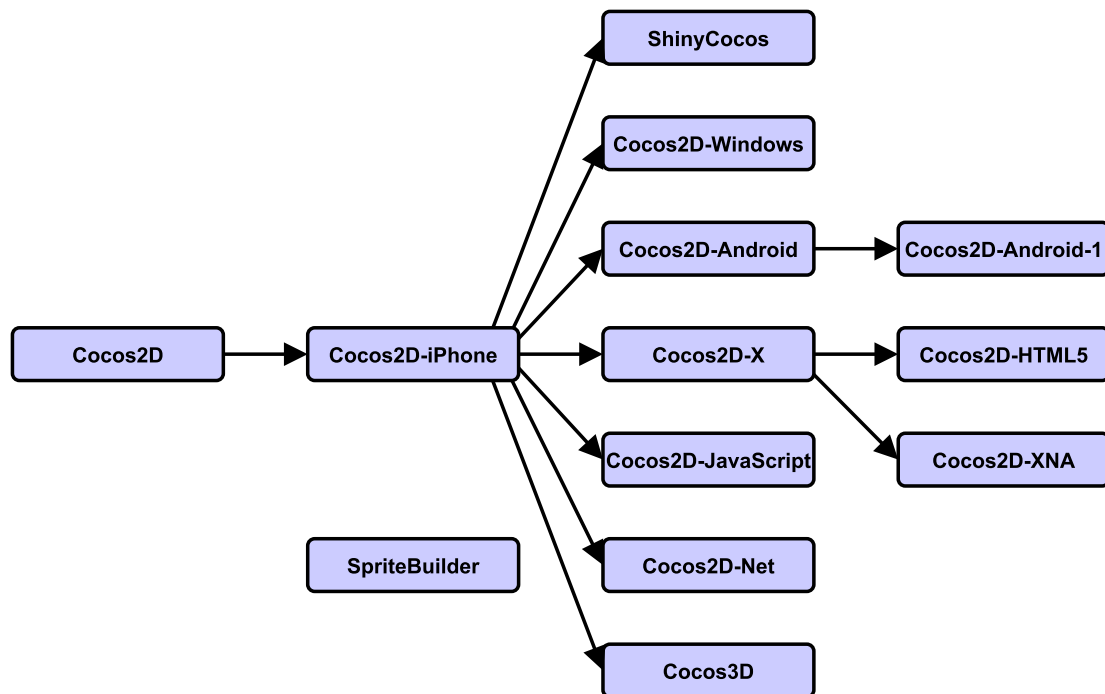 ShinyCocos
Cocos2D-Windows
Cocos2D-Android
Cocos2D-Android-1
Cocos2D
Cocos2D-iPhone
Cocos2D-X
Cocos2D-HTML5
Cocos2D-JavaScript
Cocos2D-XNA
SpriteBuilder
Cocos2D-Net
Cocos3D